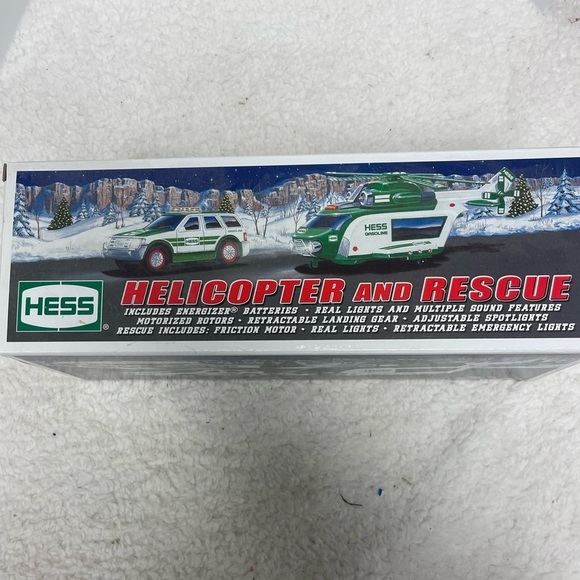 HESS
GASOLINE
HESS®
HELICOPTER AND RESCUE
INCLUDES ENERGIZER® BATTERIES • REAL LIGHTS AND MULTIPLE SOUND FEATURES
MOTORIZED ROTORS • RETRACTABLE LANDING GEAR • ADJUSTABLE SPOTLIGHTS
RESCUE INCLUDES: FRICTION MOTOR • REAL LIGHTS • RETRACTABLE EMERGENCY LIGHTS